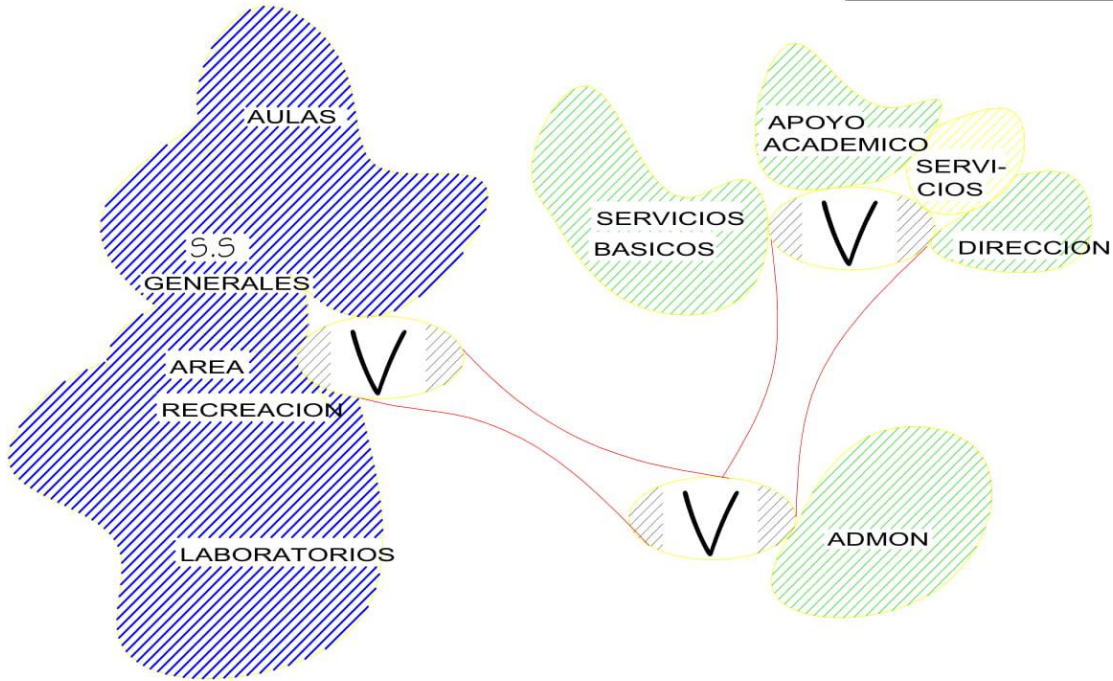 AULAS
S.S
GENERALES
AREA
RECREACION
LABORATORIOS
V
SERVICIOS
BASICOS
APOYO
ACADEMICO
SERVI-
CIOS
DIRECCION
V
V
ADMON